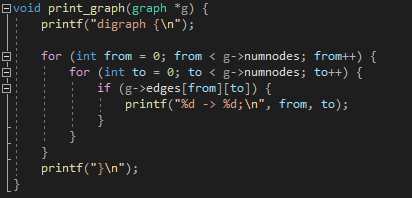 void print_graph(graph *g) {
    printf("digraph {\n");

    for (int from = 0; from < g->numnodes; from++) {
        for (int to = 0; to < g->numnodes; to++) {
            if (g->edges[from][to]) {
                printf("%d -> %d;\n", from, to);
            }
        }
    }
    printf("}\n");
}